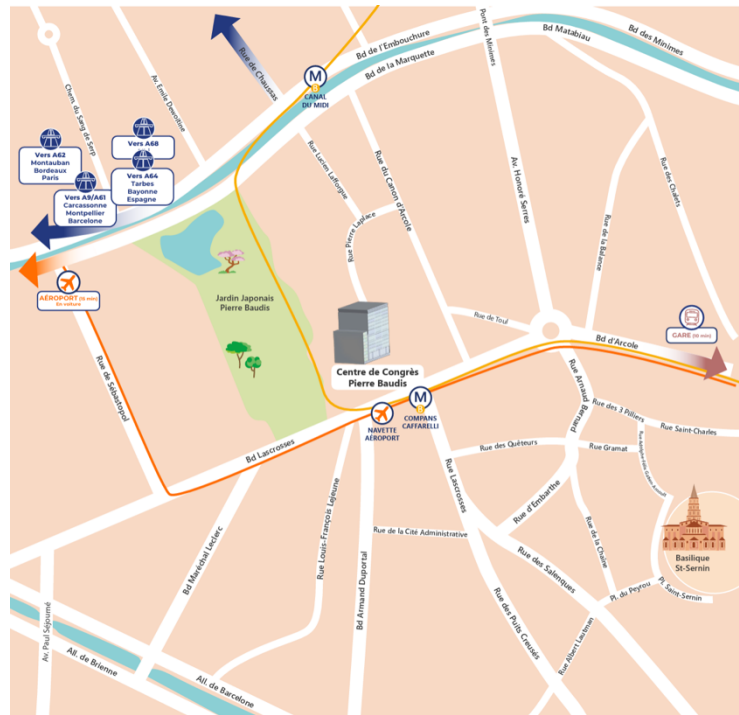 Bd de l'Embouchure
Bd de la Marquette
Pont des Minimes
Bd Matabiau
Bd des Minimes
Rue de Chaussas
Chem. du Sang de Serp
Av. Emile Dewoitine
M
B
CANAL
DU MIDI
Vers A62
Montauban
Bordeaux
Paris
Vers A68
Vers A64
Tarbes
Bayonne
Espagne
Vers A9/A61
Carcassonne
Montpellier
Barcelone
Rue Lucien Lafforgue
Rue du Canon d'Arcole
Av. Honoré Serres
Rue des Chalets
Rue de la Balance
Rue Pierre Laplace
AÉROPORT (15 min)
En voiture
Jardin Japonais
Pierre Baudis
Rue de Toul
Bd d'Arcole
GARE (10 min)
Rue de Sébastopol
Centre de Congrès
Pierre Baudis
M
B
COMPANS
CAFFARELLI
NAVETTE
AÉROPORT
Bd Lascrosses
Rue Arnaud Bernard
Rue des 3 Piliers
Rue Saint-Charles
Rue des Quêteurs
Rue Gramat
Rue Lascrosses
Rue d'Embarthe
Rue Louis-François Lejeune
Bd Maréchal Leclerc
Bd Armand Duportal
Rue de la Cité Administrative
Rue de la Chaîne
Rue des Salenques
Basilique
St-Sernin
Pl. du Peyrou
Pl. Saint-Sernin
Rue des Puits Creusés
Rue Albert Lautman
Av. Paul Séjourné
All. de Brienne
All. de Barcelone